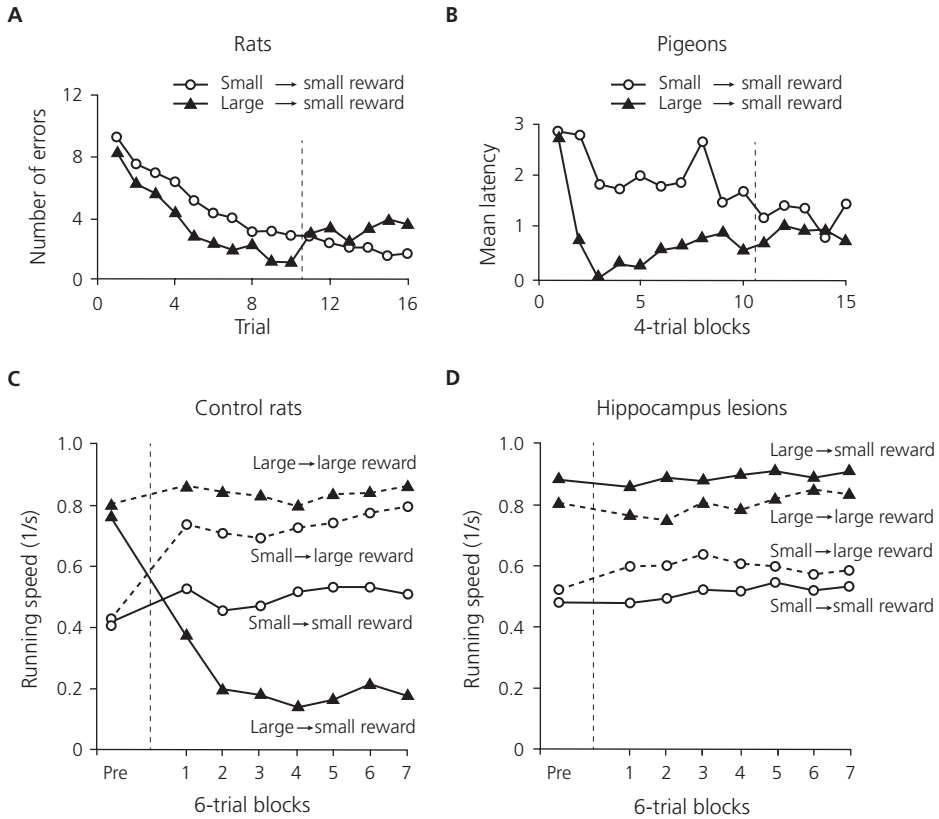 A
Rats
Small → small reward
Large → small reward
Number of errors
12
8
4
0
0 4 8 12 16
Trial
B
Pigeons
Small → small reward
Large → small reward
Mean latency
3
2
1
0
0 5 10 15
4-trial blocks
C
Control rats
Running speed (1/s)
1.0
0.8
0.6
0.4
0.2
0
Large→large reward
Small→large reward
Small→small reward
Large→small reward
Pre 1 2 3 4 5 6 7
6-trial blocks
D
Hippocampus lesions
Running speed (1/s)
1.0
0.8
0.6
0.4
0.2
0
Large→small reward
Large→large reward
Small→large reward
Small→small reward
Pre 1 2 3 4 5 6 7
6-trial blocks